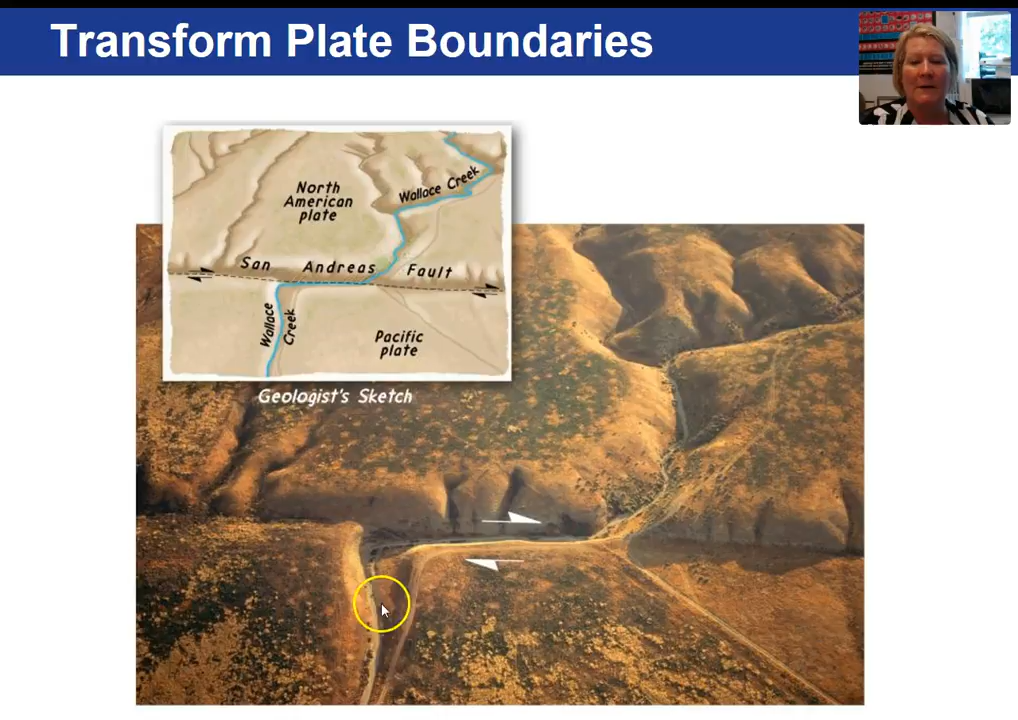 Transform Plate Boundaries
North
American
plate
Wallace Creek
San Andreas Fault
Wallace
Creek
Pacific
plate
Geologist's Sketch